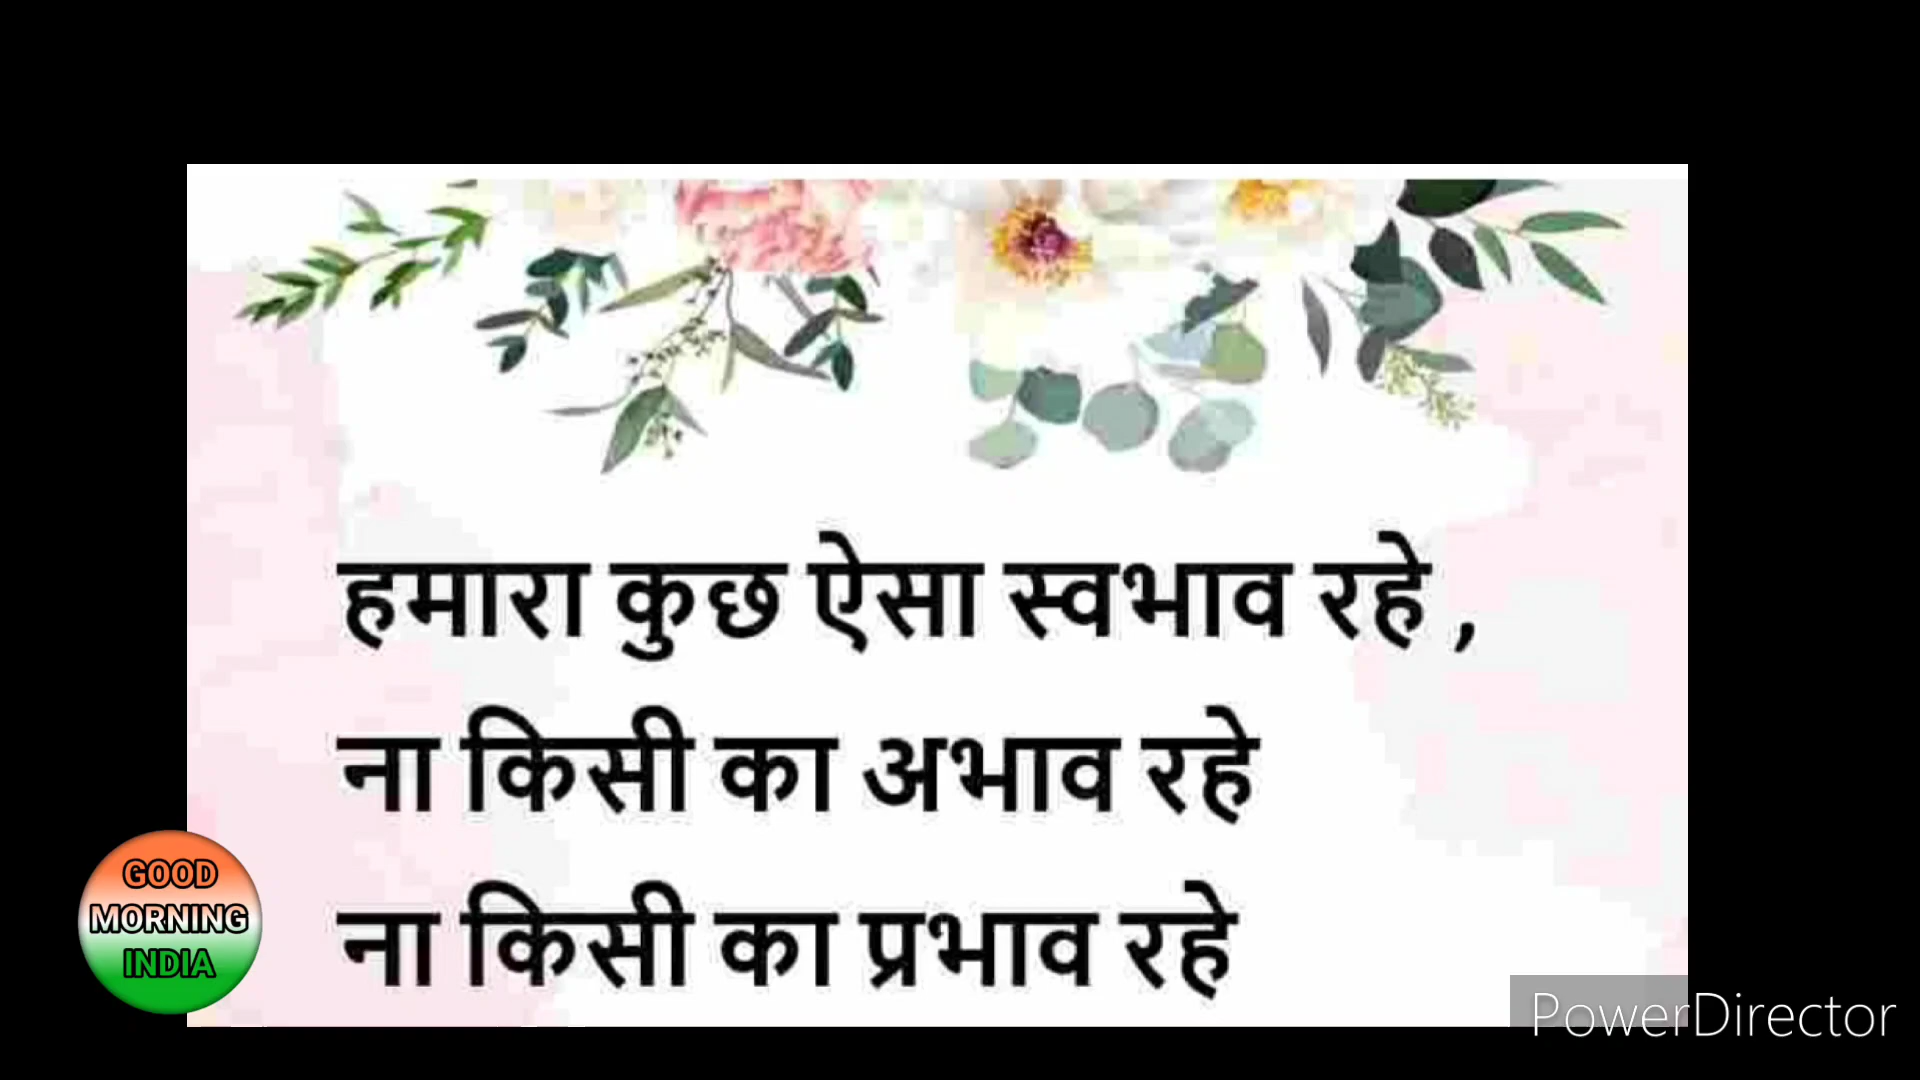 हमारा कुछ ऐसा स्वभाव रहे ,
ना किसी का अभाव रहे
ना किसी का प्रभाव रहे
GOOD
MORNING
INDIA
PowerDirector